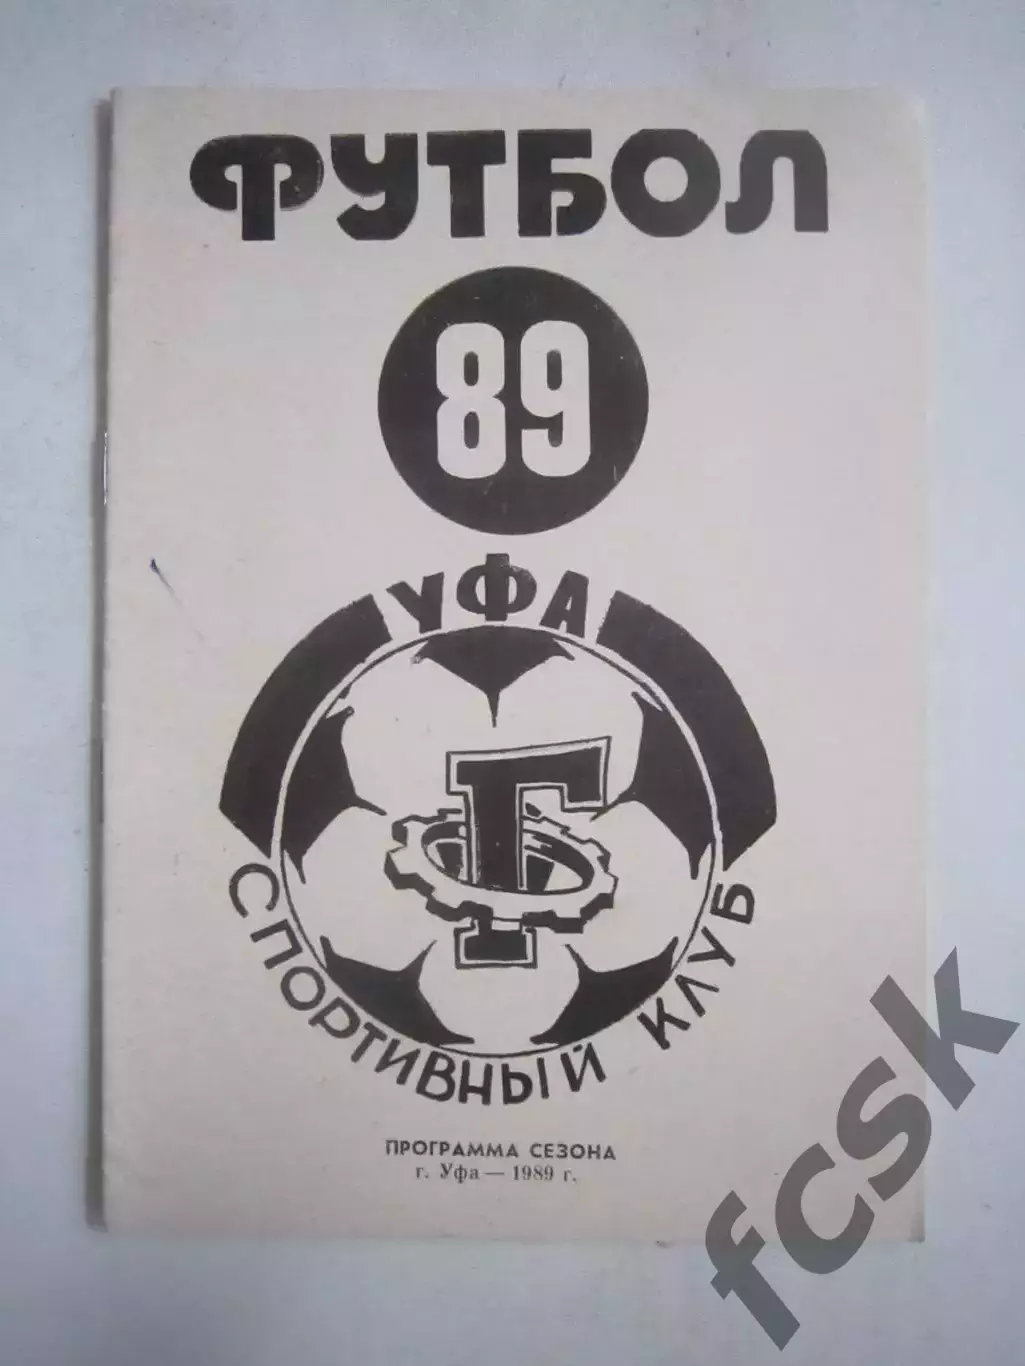 ФУТБОЛ
89
УФА
Г
СПОРТИВНЫЙ КЛУБ
ПРОГРАММА СЕЗОНА
г. Уфа — 1989 г.
fcsk